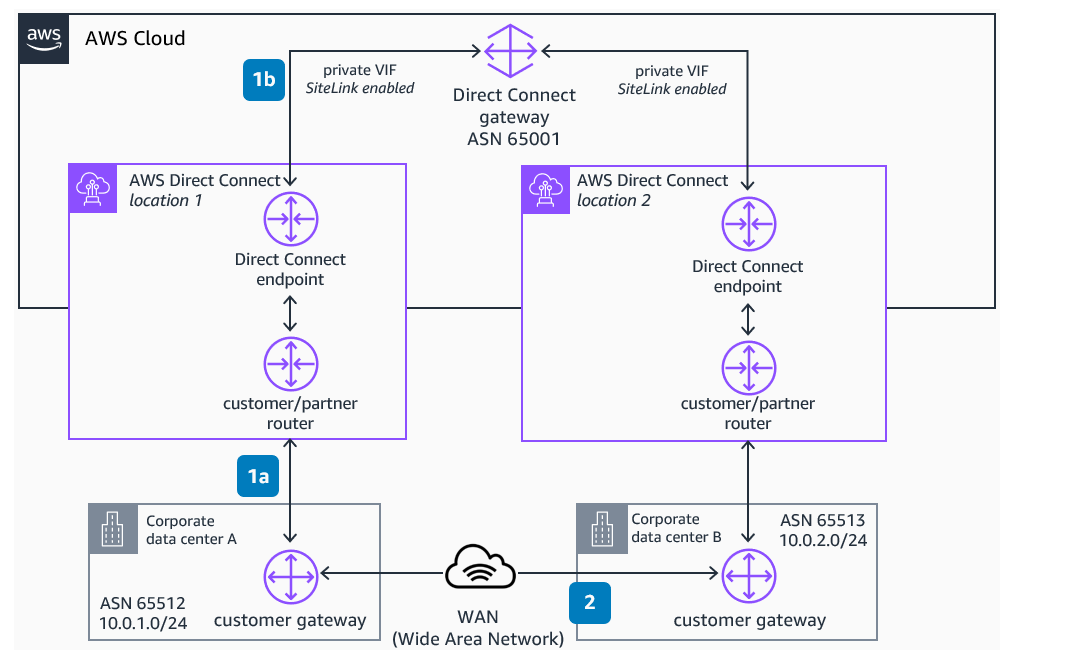 aws
AWS Cloud
1b
private VIF
SiteLink enabled
Direct Connect
gateway
ASN 65001
private VIF
SiteLink enabled
AWS Direct Connect
location 1
Direct Connect
endpoint
customer/partner
router
AWS Direct Connect
location 2
Direct Connect
endpoint
customer/partner
router
1a
Corporate
data center A
ASN 65512
10.0.1.0/24
customer gateway
WAN
(Wide Area Network)
2
Corporate
data center B
ASN 65513
10.0.2.0/24
customer gateway